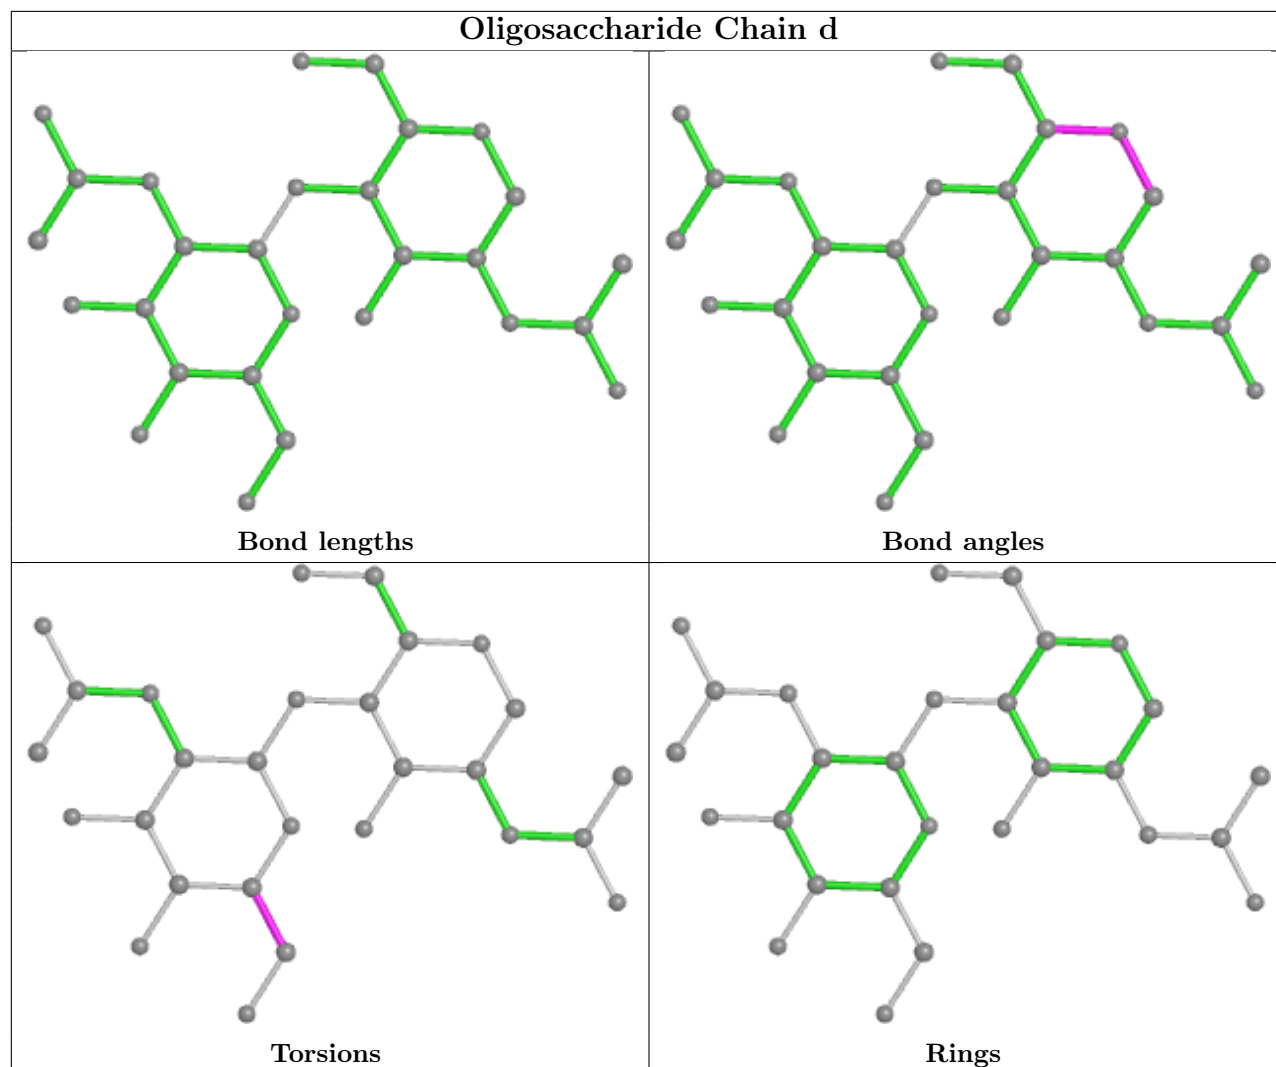 Oligosaccharide Chain d
Bond lengths
Bond angles
Torsions
Rings